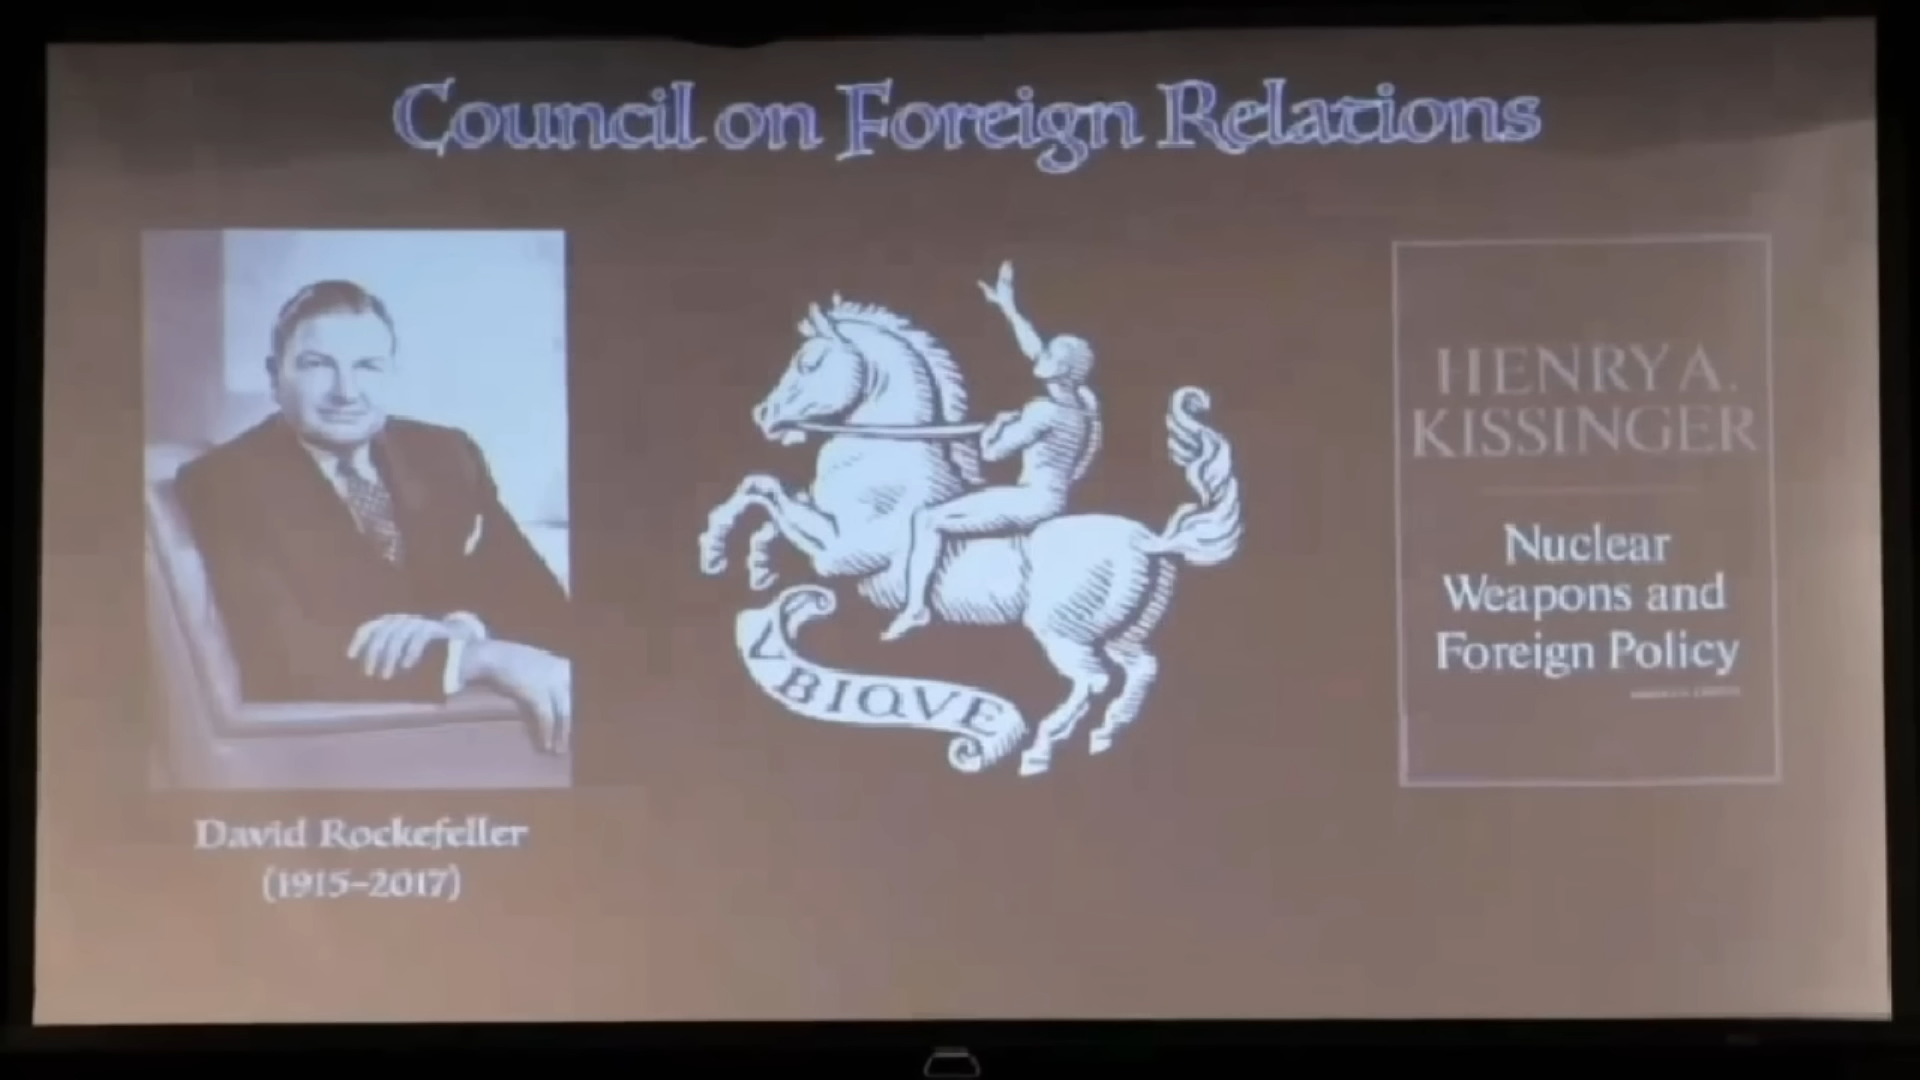 Council on Foreign Relations
VBIQVE
HENRY A.
KISSINGER
Nuclear
Weapons and
Foreign Policy
David Rockefeller
(1915–2017)